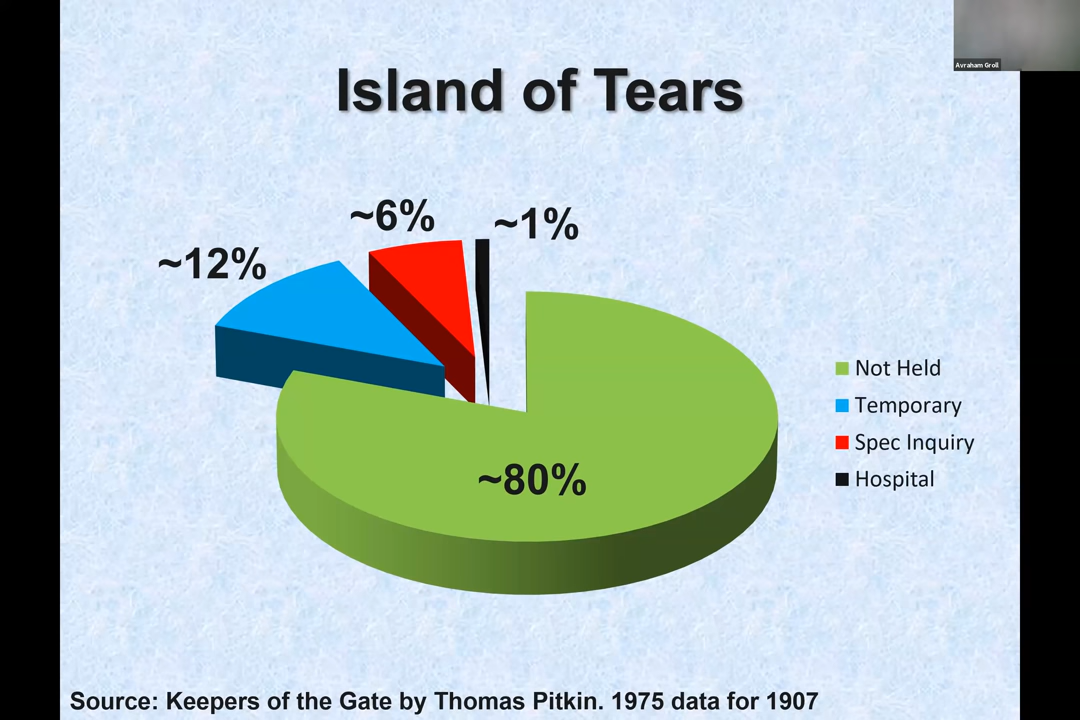 Avraham Groll
Island of Tears
~6%
~1%
~12%
~80%
Not Held
Temporary
Spec Inquiry
Hospital
Source: Keepers of the Gate by Thomas Pitkin. 1975 data for 1907